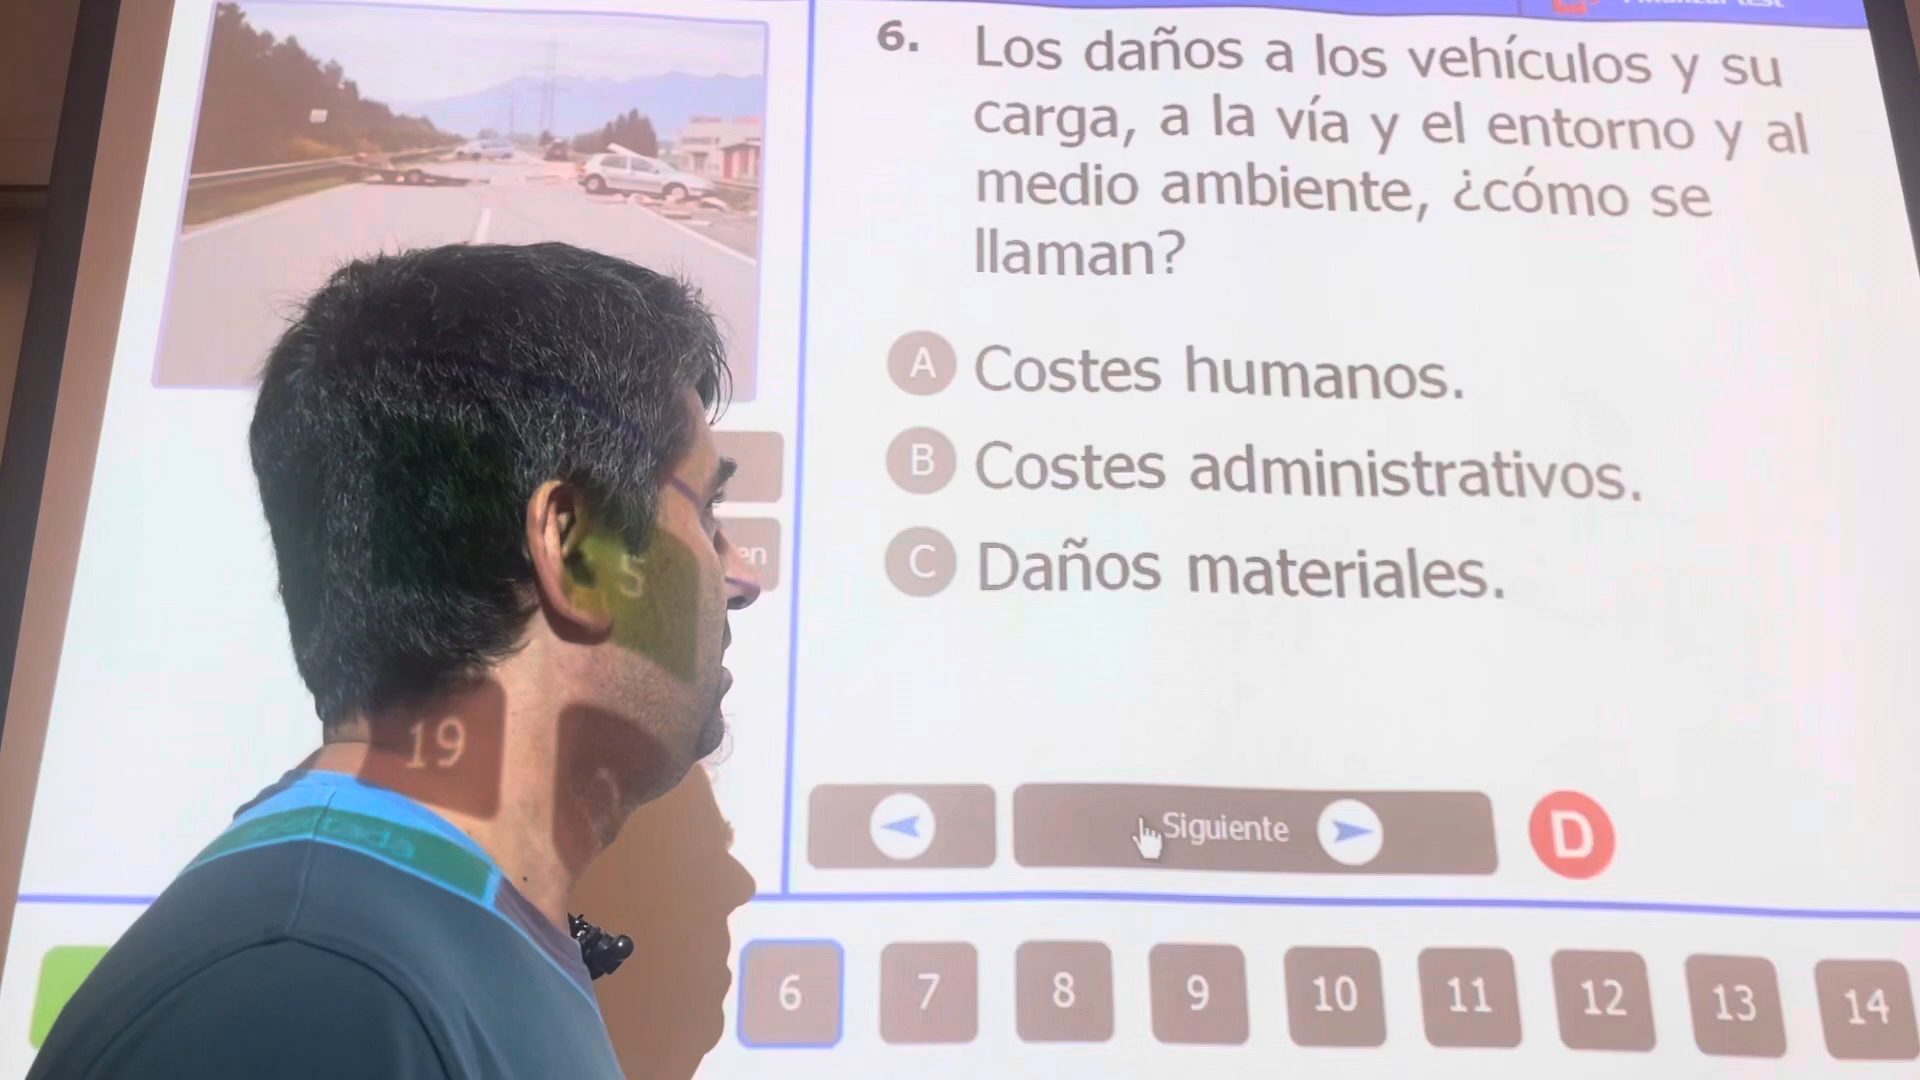 6. Los daños a los vehículos y su
carga, a la vía y el entorno y al
medio ambiente, ¿cómo se
llaman?
A Costes humanos.
B Costes administrativos.
C Daños materiales.
en
5
19
Siguiente
D
6 7 8 9 10 11 12 13 14